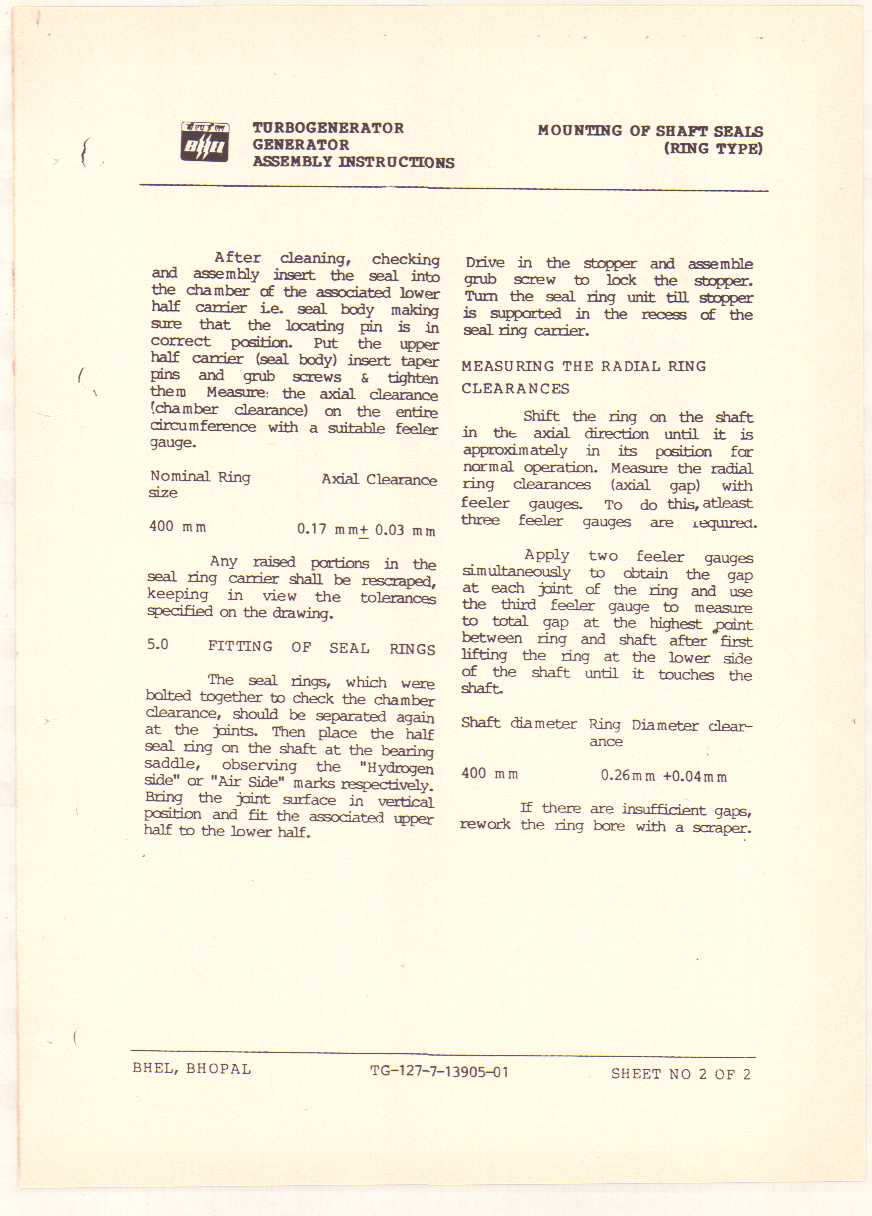 BHEL
TURBOGENERATOR
GENERATOR
ASSEMBLY INSTRUCTIONS
MOUNTING OF SHAFT SEALS
(RING TYPE)
After cleaning, checking
and assembly insert the seal into
the chamber of the associated lower
half carrier i.e. seal body making
sure that the locating pin is in
correct position. Put the upper
half carrier (seal body) insert taper
pins and grub screws & tighten
them Measure: the axial clearance
(chamber clearance) on the entire
circumference with a suitable feeler
gauge.
Nominal Ring Axial Clearance
size
400 mm 0.17 mm± 0.03 mm
Any raised portions in the
seal ring carrier shall be rescraped,
keeping in view the tolerances
specified on the drawing.
5.0 FITTING OF SEAL RINGS
The seal rings, which were
bolted together to check the chamber
clearance, should be separated again
at the joints. Then place the half
seal ring on the shaft at the bearing
saddle, observing the "Hydrogen
side" or "Air Side" marks respectively.
Bring the joint surface in vertical
position and fit the associated upper
half to the lower half.
Drive in the stopper and assemble
grub screw to lock the stopper.
Turn the seal ring unit till stopper
is supported in the recess of the
seal ring carrier.
MEASURING THE RADIAL RING
CLEARANCES
Shift the ring on the shaft
in the axial direction until it is
approximately in its position for
normal operation. Measure the radial
ring clearances (axial gap) with
feeler gauges. To do this, atleast
three feeler gauges are required.
Apply two feeler gauges
simultaneously to obtain the gap
at each joint of the ring and use
the third feeler gauge to measure
to total gap at the highest point
between ring and shaft after first
lifting the ring at the lower side
of the shaft until it touches the
shaft.
Shaft diameter Ring Diameter clear-
ance
400 mm 0.26mm +0.04mm
If there are insufficient gaps,
rework the ring bore with a scraper.
BHEL, BHOPAL TG-127-7-13905-01 SHEET NO 2 OF 2